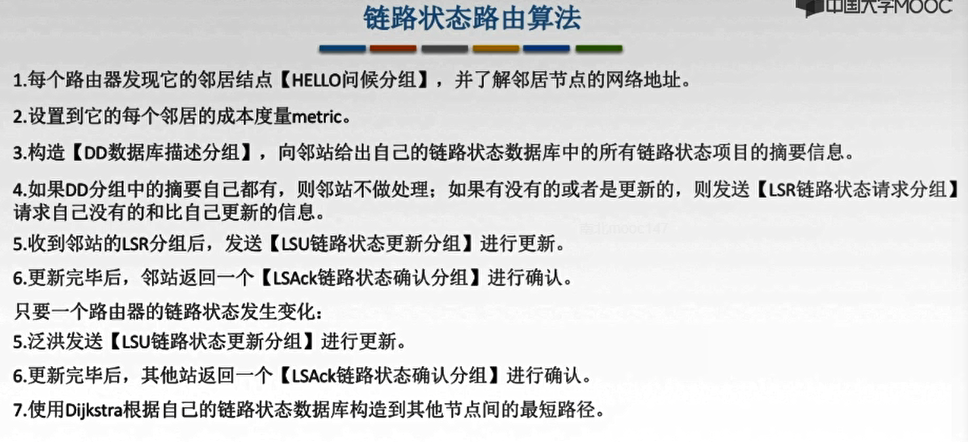 链路状态路由算法
中国大学MOOC
1.每个路由器发现它的邻居结点【HELLO问候分组】，并了解邻居节点的网络地址。
2.设置到它的每个邻居的成本度量metric。
3.构造【DD数据库描述分组】，向邻站给出自己的链路状态数据库中的所有链路状态项目的摘要信息。
4.如果DD分组中的摘要自己都有，则邻站不做处理；如果有没有的或者是更新的，则发送【LSR链路状态请求分组】
请求自己没有的和比自己更新的信息。
5.收到邻站的LSR分组后，发送【LSU链路状态更新分组】进行更新。
6.更新完毕后，邻站返回一个【LSAck链路状态确认分组】进行确认。
只要一个路由器的链路状态发生变化：
5.泛洪发送【LSU链路状态更新分组】进行更新。
6.更新完毕后，其他站返回一个【LSAck链路状态确认分组】进行确认。
7.使用Dijkstra根据自己的链路状态数据库构造到其他节点间的最短路径。